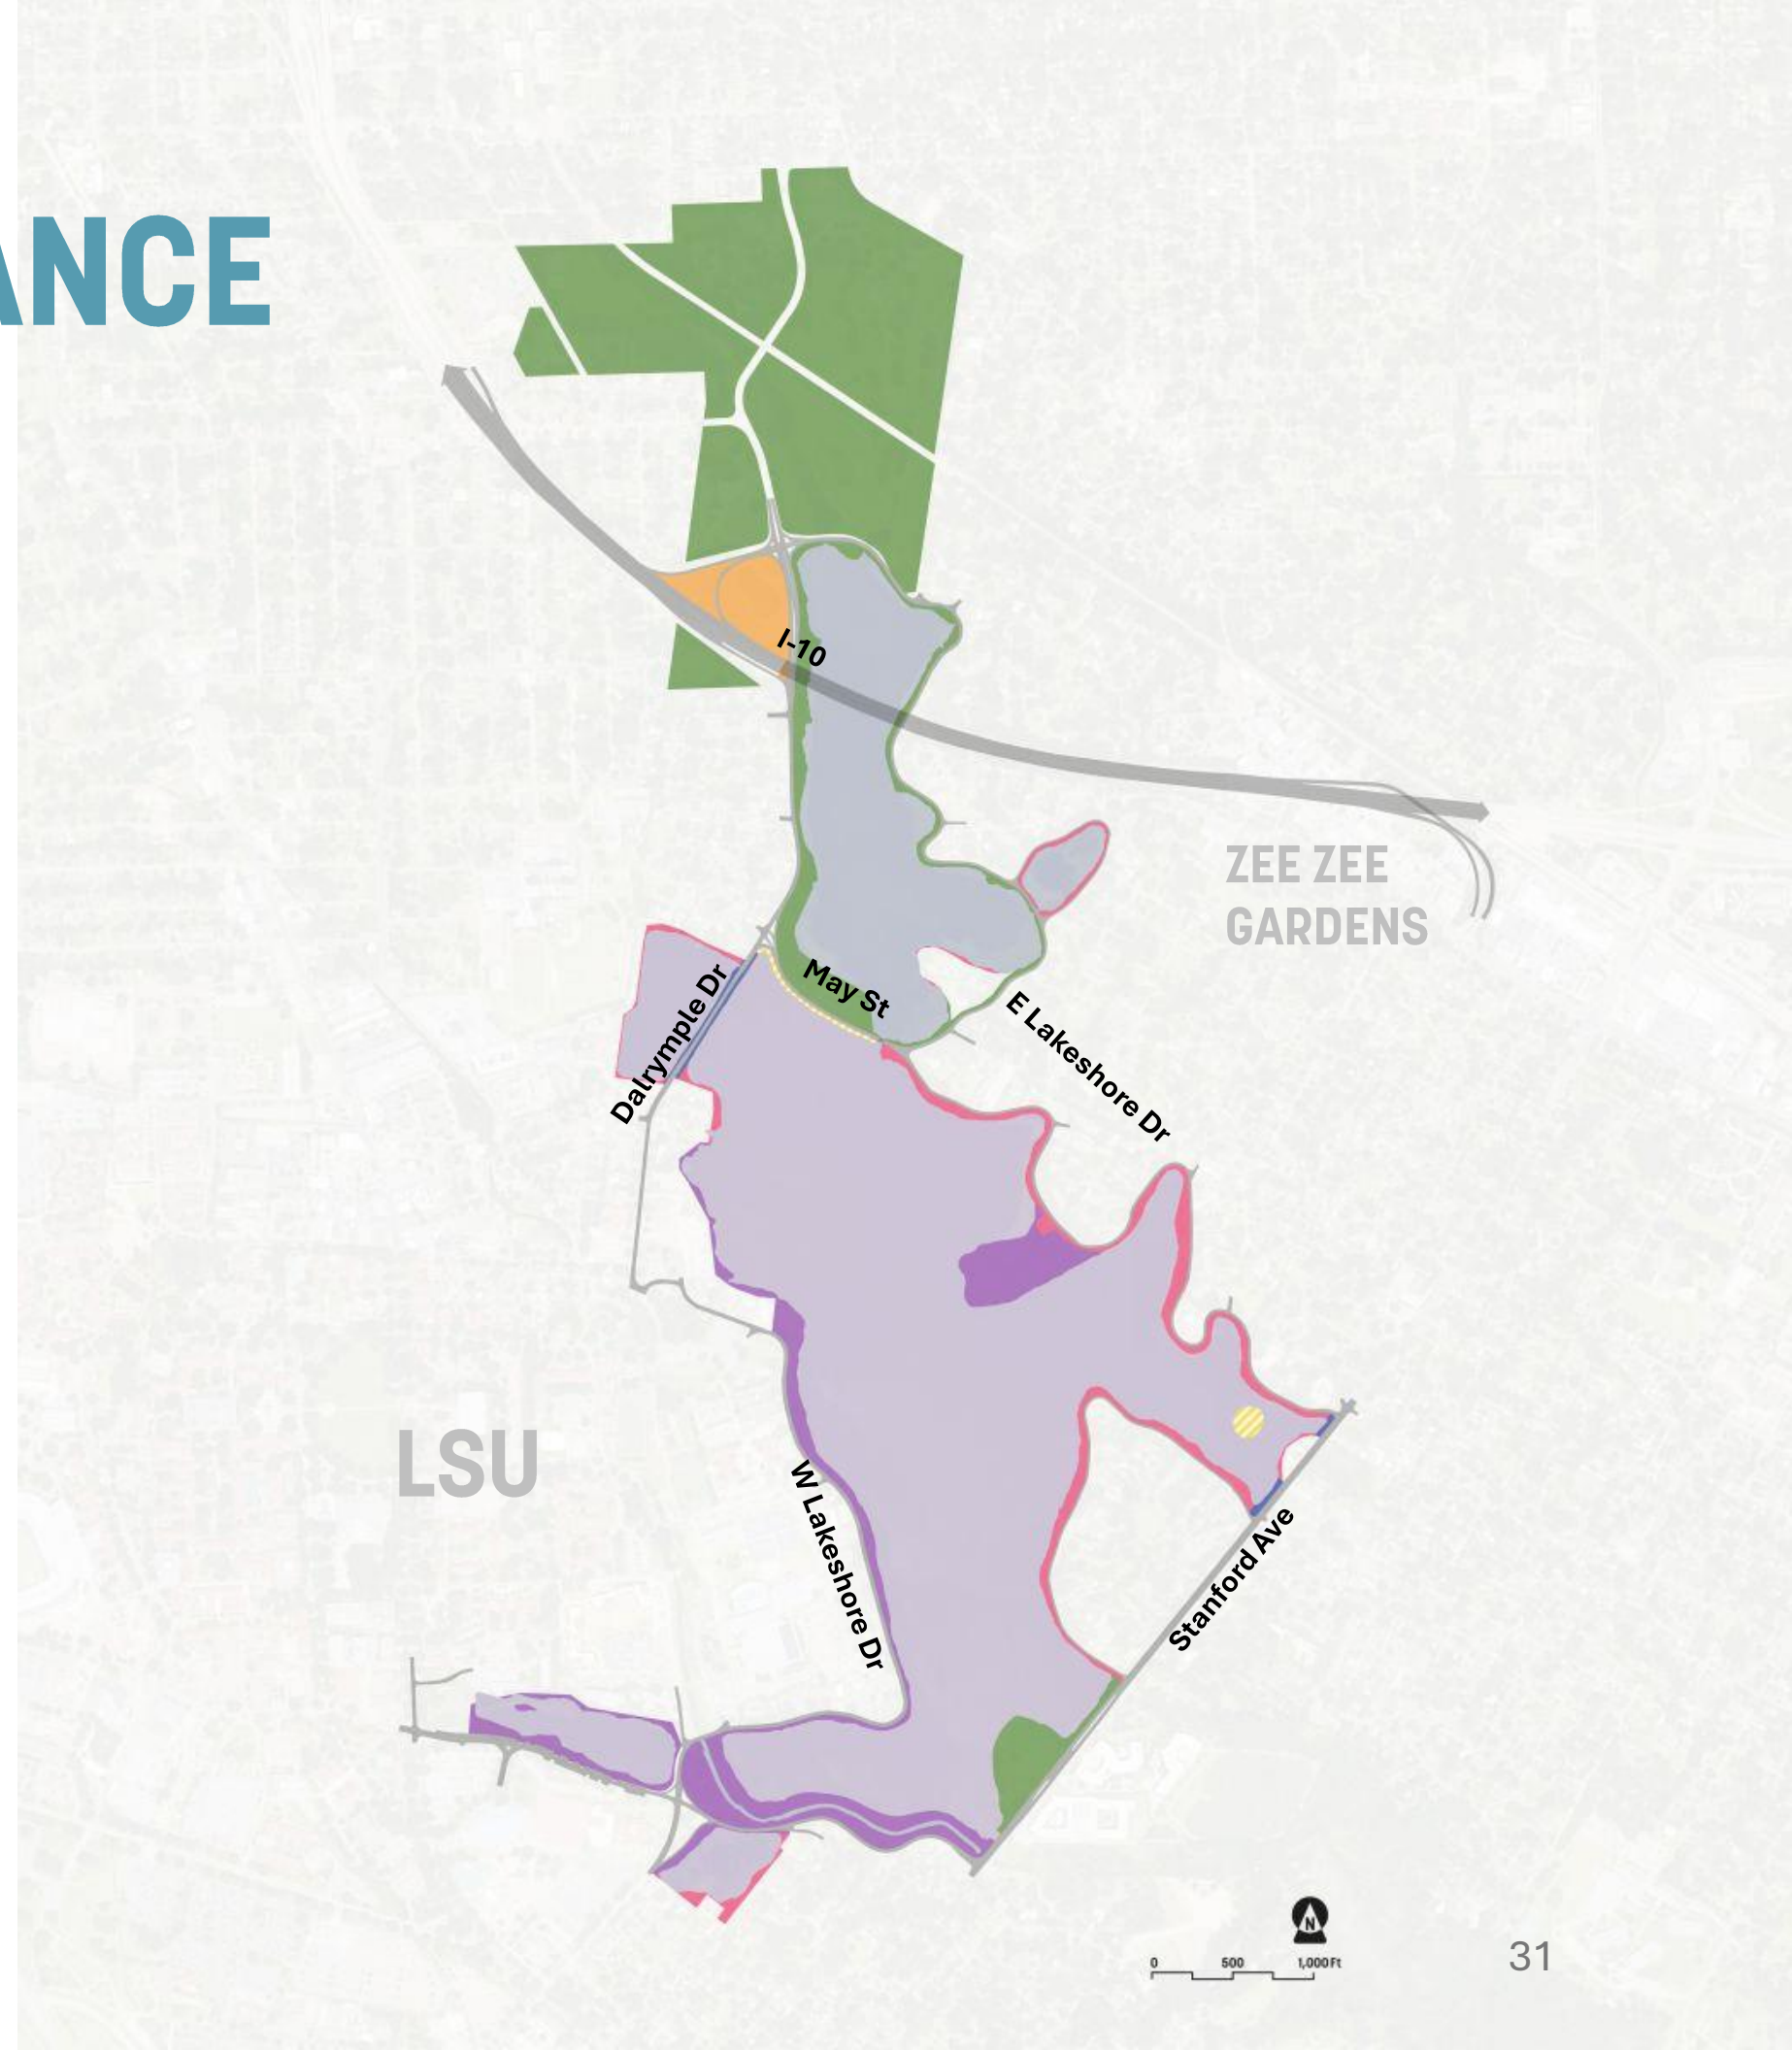 ANCE
I-10
ZEE ZEE
GARDENS
May St
Dalrymple Dr
E Lakeshore Dr
LSU
W Lakeshore Dr
Stanford Ave
N
0 500 1,000 Ft
31